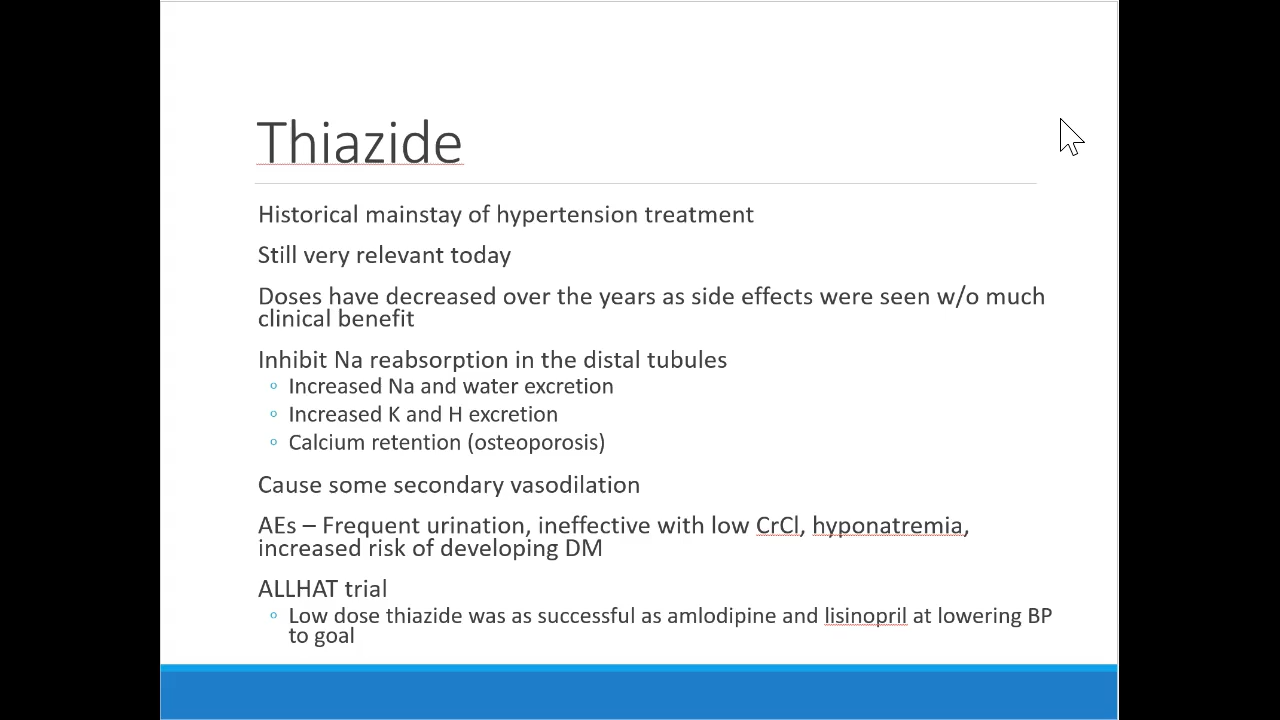 Thiazide
Historical mainstay of hypertension treatment
Still very relevant today
Doses have decreased over the years as side effects were seen w/o much
clinical benefit
Inhibit Na reabsorption in the distal tubules
◦ Increased Na and water excretion
◦ Increased K and H excretion
◦ Calcium retention (osteoporosis)
Cause some secondary vasodilation
AEs – Frequent urination, ineffective with low CrCl, hyponatremia,
increased risk of developing DM
ALLHAT trial
◦ Low dose thiazide was as successful as amlodipine and lisinopril at lowering BP
to goal